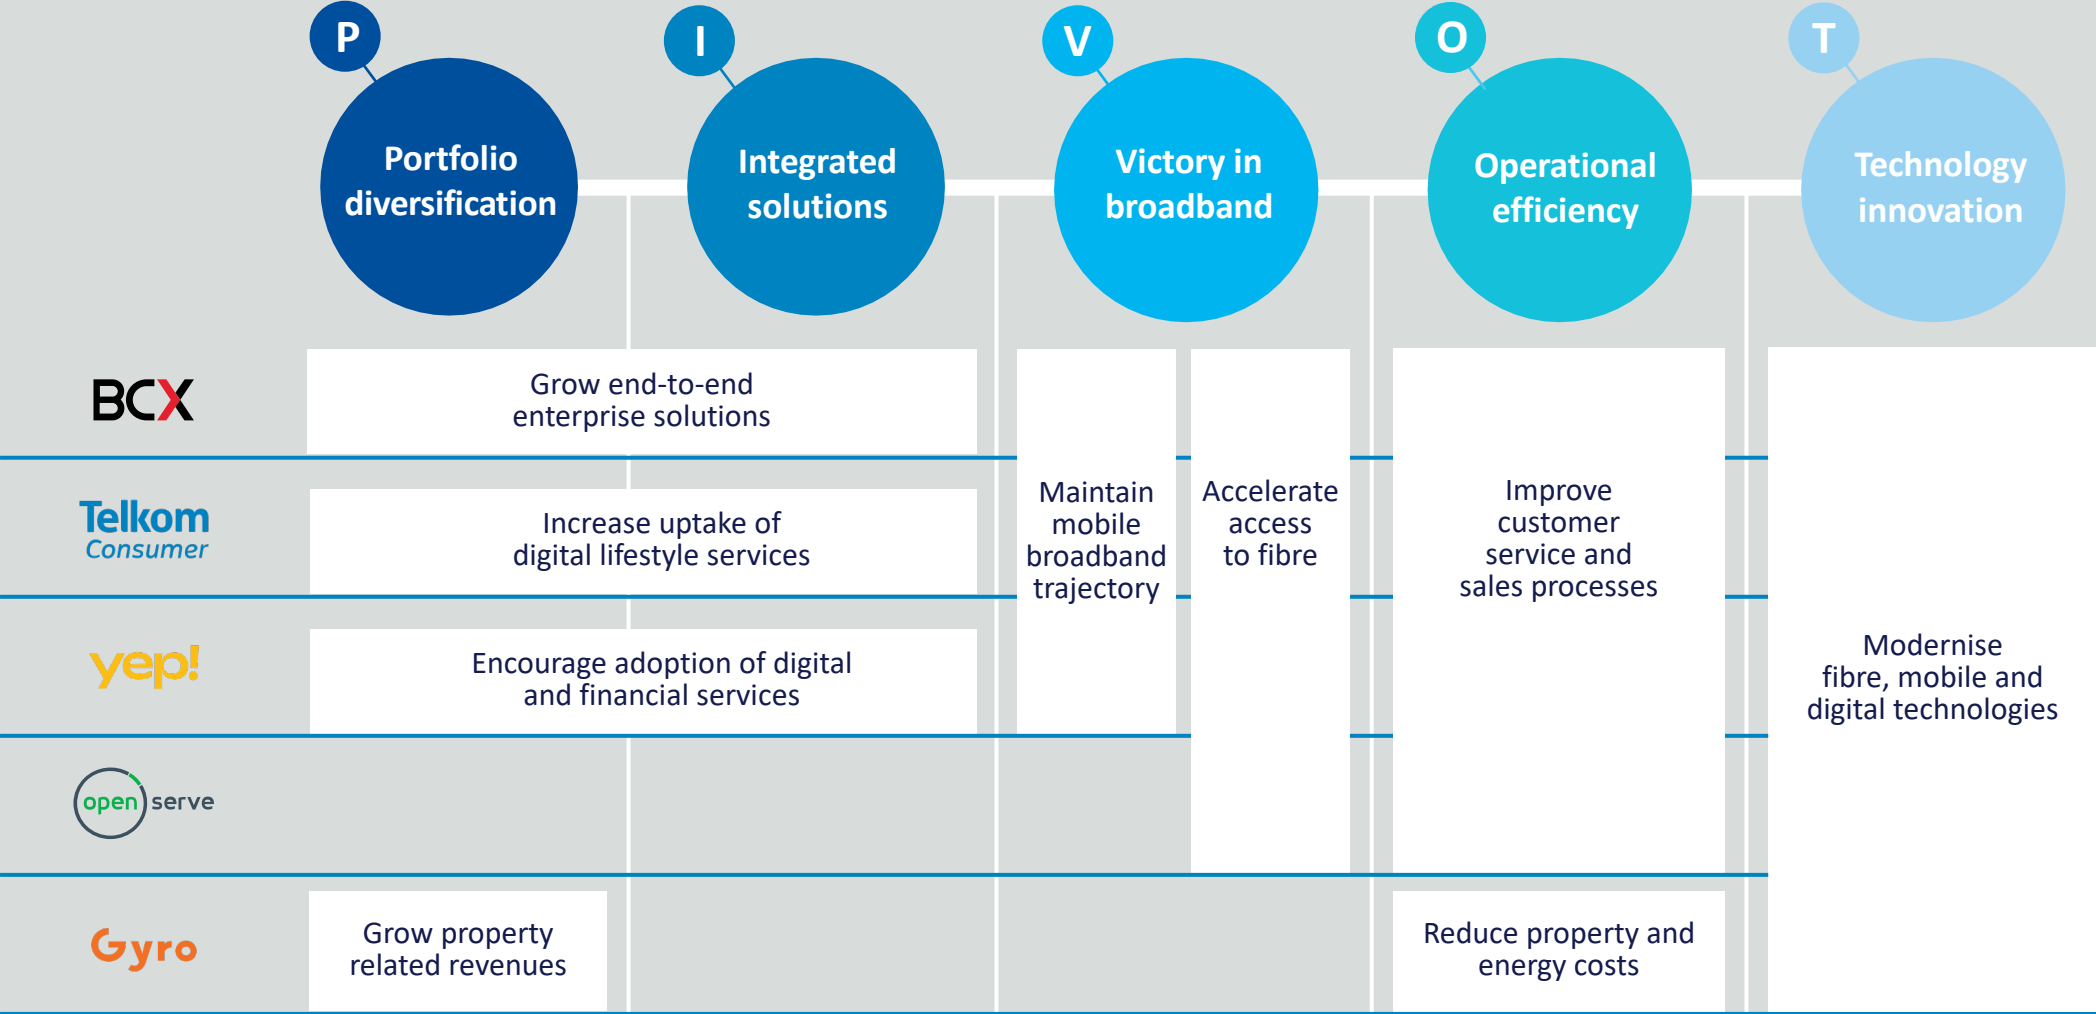 P
I
V
O
T
Portfolio
diversification
Integrated
solutions
Victory in
broadband
Operational
efficiency
Technology
innovation
BCX
Grow end-to-end
enterprise solutions
Telkom
Consumer
Increase uptake of
digital lifestyle services
yep!
Encourage adoption of digital
and financial services
Maintain
mobile
broadband
trajectory
Accelerate
access
to fibre
Improve
customer
service and
sales processes
Modernise
fibre, mobile and
digital technologies
open serve
Gyro
Grow property
related revenues
Reduce property and
energy costs